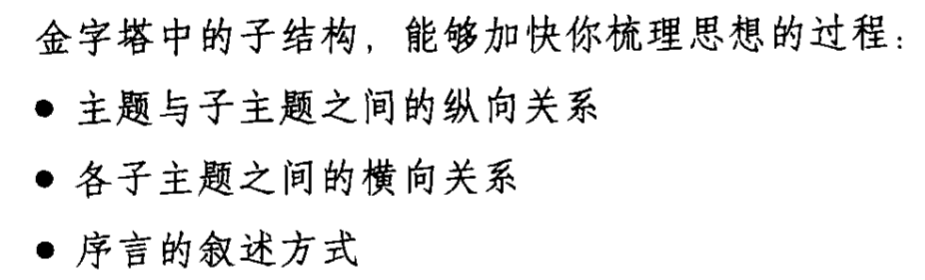 金字塔中的子结构，能够加快你梳理思想的过程：
● 主题与子主题之间的纵向关系
● 各子主题之间的横向关系
● 序言的叙述方式